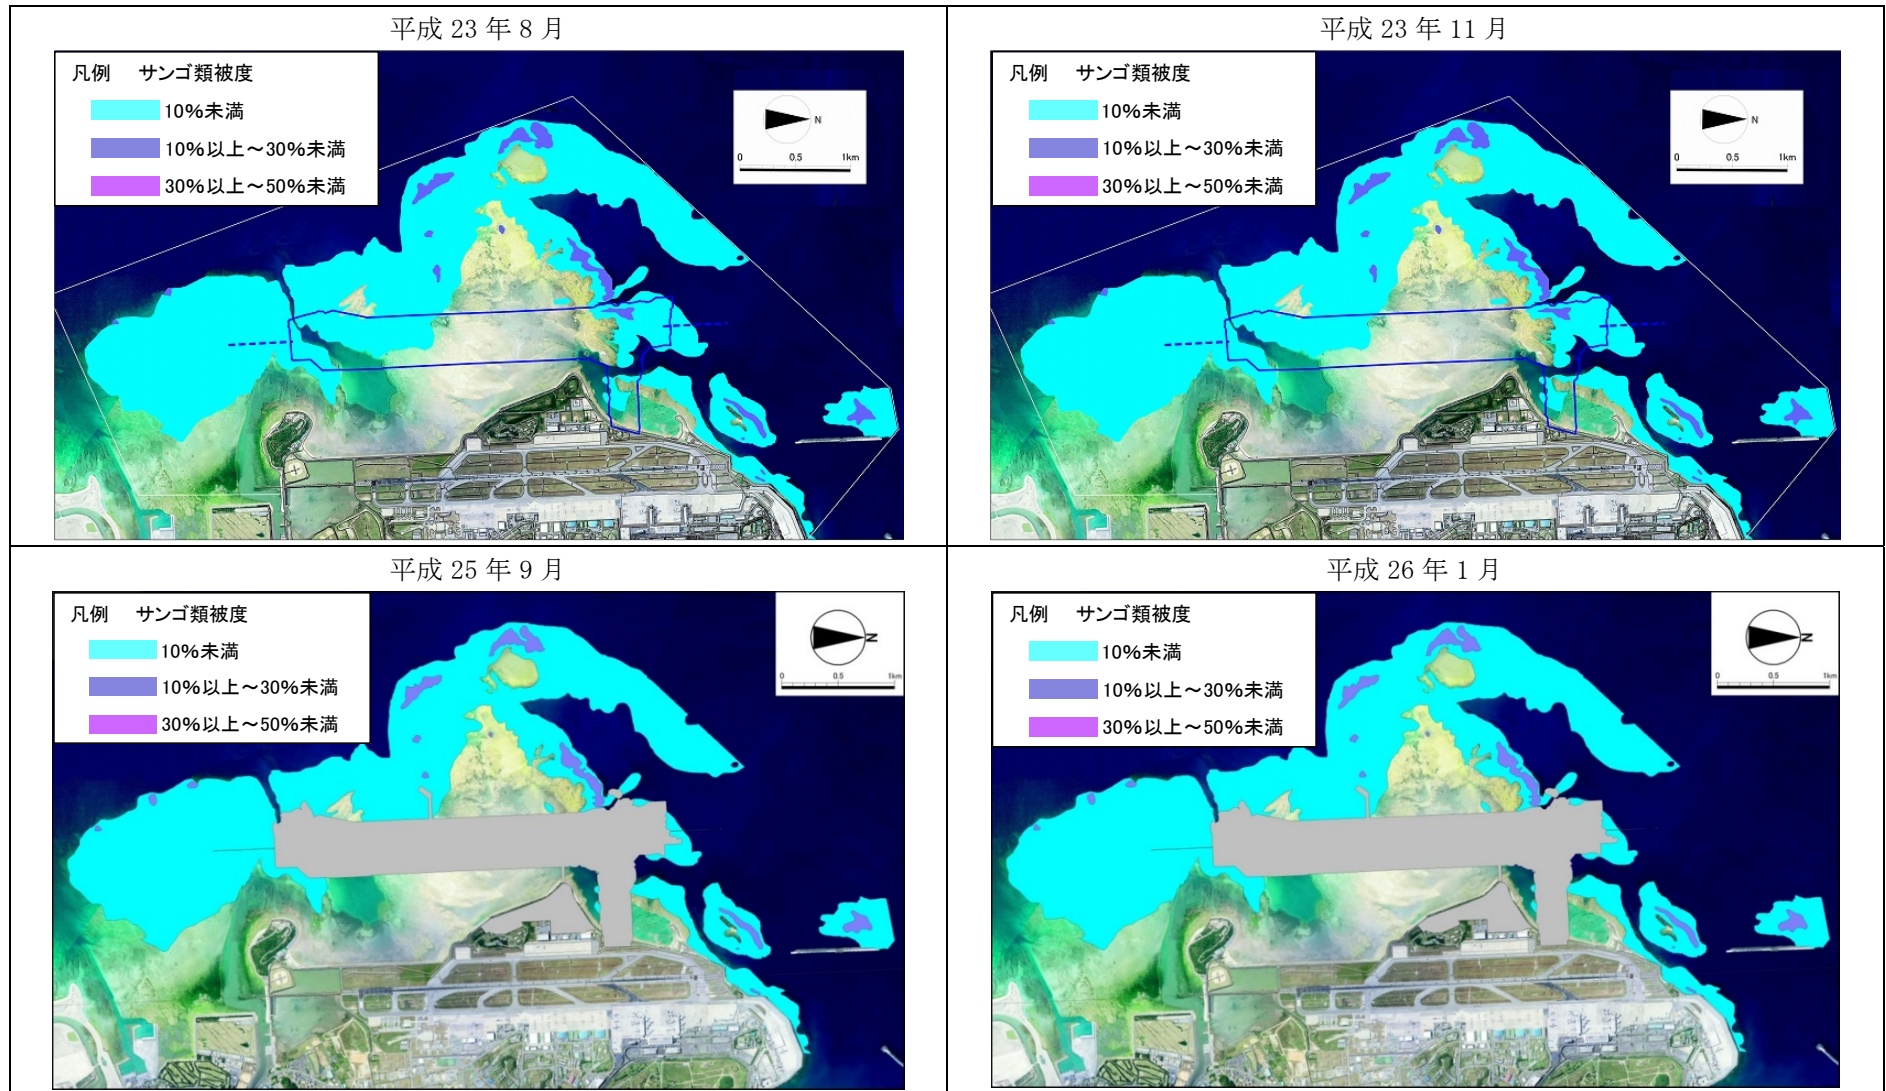 平成 23 年 8 月
凡例 サンゴ類被度
10%未満
10%以上～30%未満
30%以上～50%未満
N
0 0.5 1km
平成 23 年 11 月
凡例 サンゴ類被度
10%未満
10%以上～30%未満
30%以上～50%未満
N
0 0.5 1km
平成 25 年 9 月
凡例 サンゴ類被度
10%未満
10%以上～30%未満
30%以上～50%未満
N
0 0.5 1km
平成 26 年 1 月
凡例 サンゴ類被度
10%未満
10%以上～30%未満
30%以上～50%未満
N
0 0.5 1km